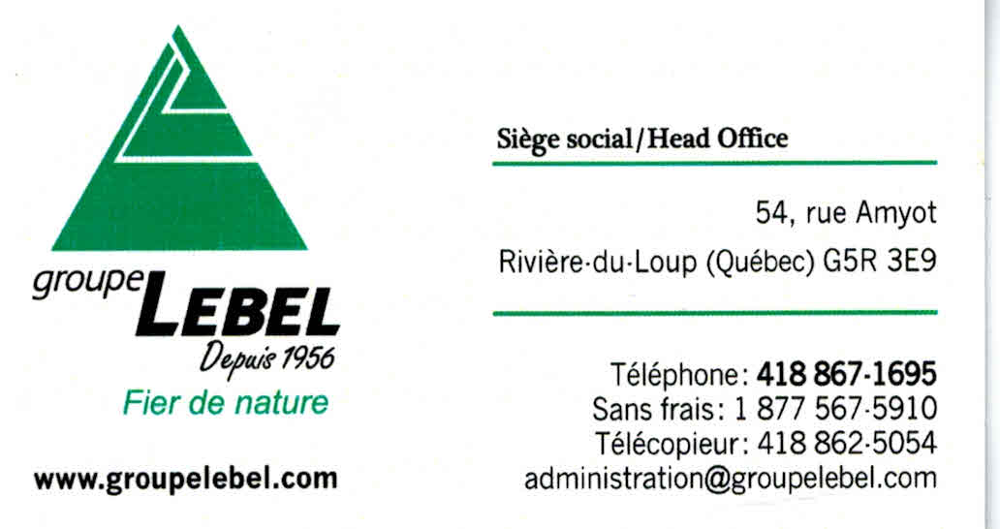 groupe LEBEL
Depuis 1956
Fier de nature
www.groupelebel.com
Siège social/Head Office
54, rue Amyot
Rivière-du-Loup (Québec) G5R 3E9
Téléphone: 418 867-1695
Sans frais: 1 877 567-5910
Télécopieur: 418 862-5054
administration@groupelebel.com